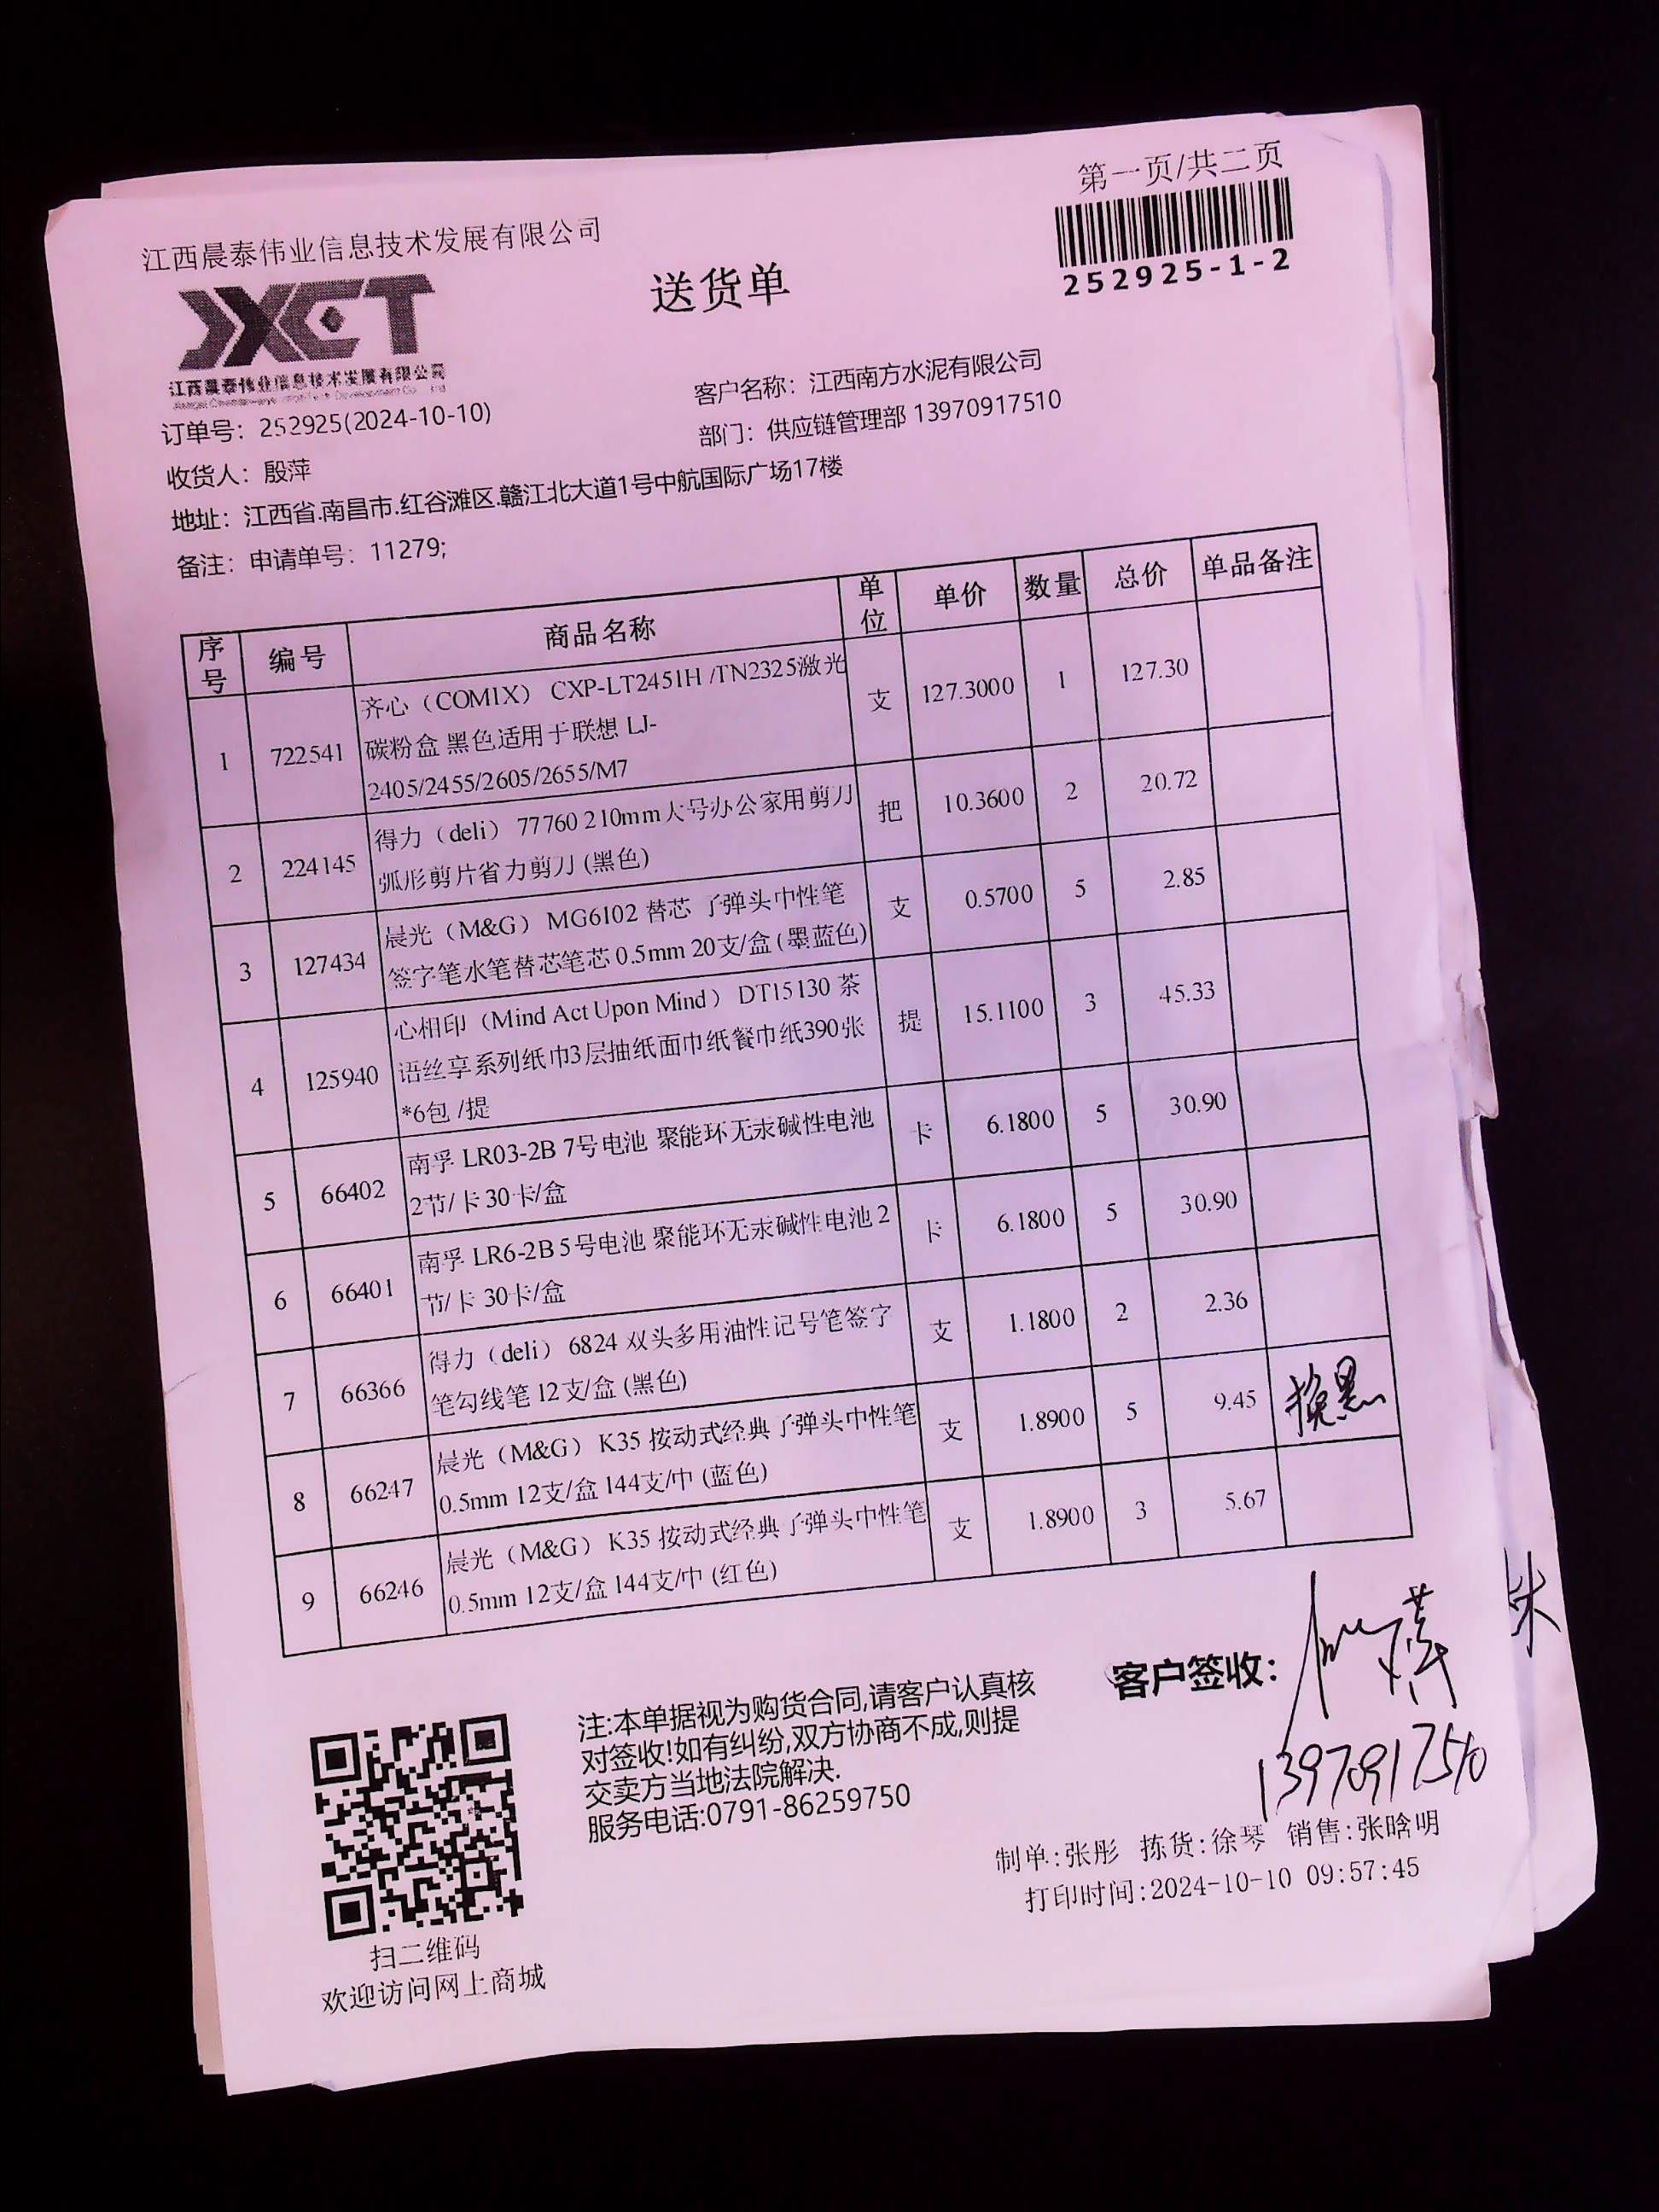 第一页/共二页
江西晨泰伟业信息技术发展有限公司
252925-1-2
送货单
JXCT
江西晨泰伟业信息技术发展有限公司
客户名称：江西南方水泥有限公司
订单号：252925(2024-10-10)
部门：供应链管理部 13970917510
收货人：殷萍
地址：江西省.南昌市.红谷滩区.赣江北大道1号中航国际广场17楼
备注：申请单号：11279;
序号 编号 商品名称 单位 单价 数量 总价 单品备注
1 722541 齐心（COMIX） CXP-LT2451H /TN2325激光
碳粉盒 黑色适用于联想 LJ-
2405/2455/2605/2655/M7 支 127.3000 1 127.30
2 224145 得力（deli） 77760 210mm大号办公家用剪刀
弧形剪片省力剪刀 (黑色) 把 10.3600 2 20.72
3 127434 晨光（M&G） MG6102 替芯 子弹头中性笔
签字笔水笔替芯笔芯 0.5mm 20支/盒 (墨蓝色) 支 0.5700 5 2.85
4 125940 心相印（Mind Act Upon Mind） DT15130 茶
语丝享系列纸巾3层抽纸面巾纸餐巾纸390张
*6包 /提 提 15.1100 3 45.33
5 66402 南孚 LR03-2B 7号电池 聚能环无汞碱性电池
2节/卡 30卡/盒 卡 6.1800 5 30.90
6 66401 南孚 LR6-2B 5号电池 聚能环无汞碱性电池 2
节/卡 30卡/盒 卡 6.1800 5 30.90
7 66366 得力（deli） 6824 双头多用油性记号笔签字
笔勾线笔 12支/盒 (黑色) 支 1.1800 2 2.36
8 66247 晨光（M&G） K35 按动式经典子弹头中性笔
0.5mm 12支/盒 144支/中 (蓝色) 支 1.8900 5 9.45 换黑
9 66246 晨光（M&G） K35 按动式经典子弹头中性笔
0.5mm 12支/盒 144支/中 (红色) 支 1.8900 3 5.67
注:本单据视为购货合同,请客户认真核
对签收!如有纠纷,双方协商不成,则提
交卖方当地法院解决.
服务电话:0791-86259750
客户签收：
13970917510
制单:张彤 拣货:徐琴 销售:张晗明
打印时间:2024-10-10 09:57:45
扫二维码
欢迎访问网上商城